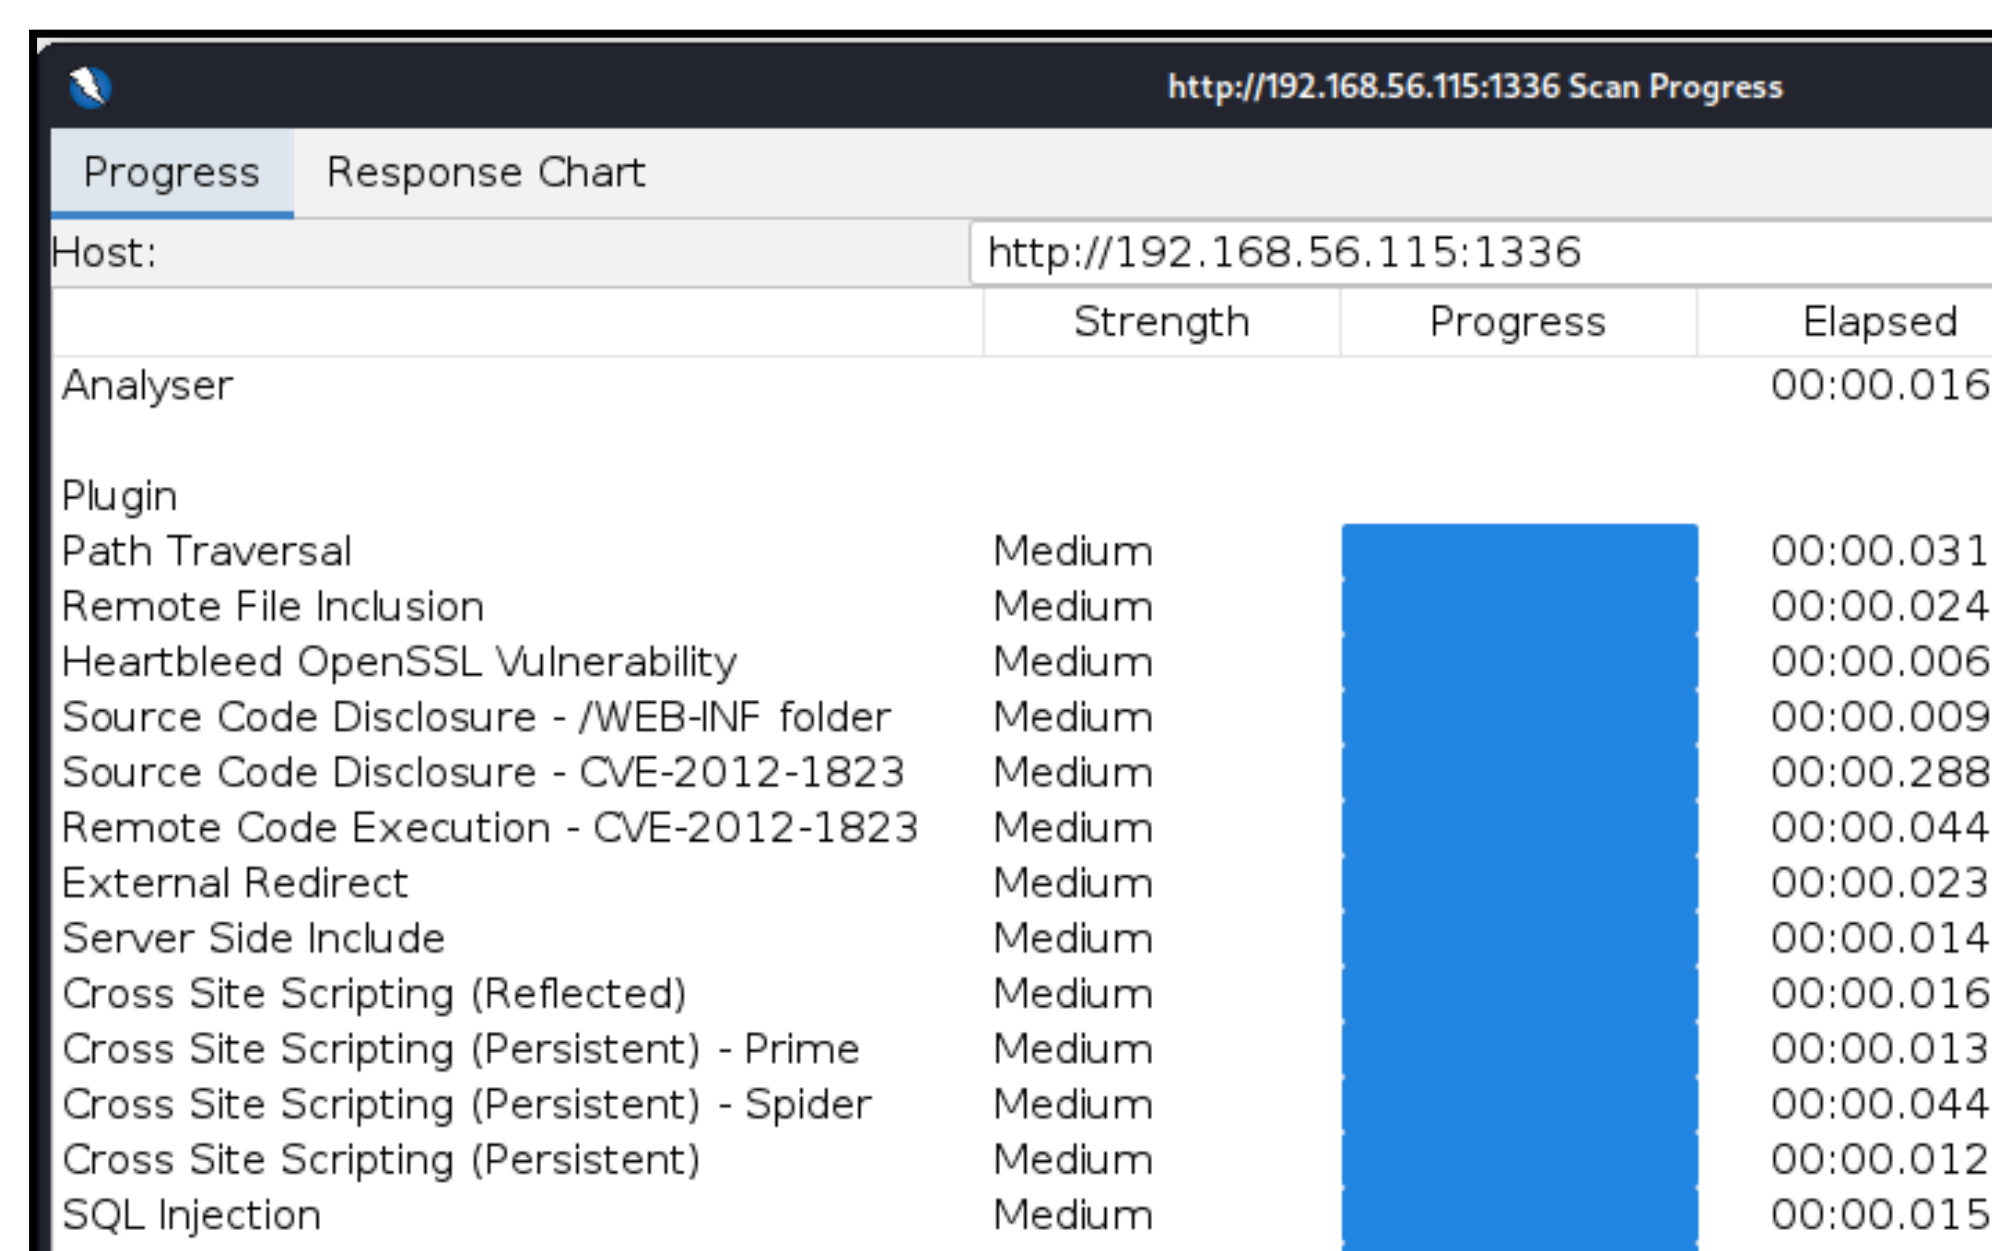 http://192.168.56.115:1336 Scan Progress
Progress Response Chart
Host: http://192.168.56.115:1336
Strength Progress Elapsed
Analyser 00:00.016
Plugin
Path Traversal Medium 00:00.031
Remote File Inclusion Medium 00:00.024
Heartbleed OpenSSL Vulnerability Medium 00:00.006
Source Code Disclosure - /WEB-INF folder Medium 00:00.009
Source Code Disclosure - CVE-2012-1823 Medium 00:00.288
Remote Code Execution - CVE-2012-1823 Medium 00:00.044
External Redirect Medium 00:00.023
Server Side Include Medium 00:00.014
Cross Site Scripting (Reflected) Medium 00:00.016
Cross Site Scripting (Persistent) - Prime Medium 00:00.013
Cross Site Scripting (Persistent) - Spider Medium 00:00.044
Cross Site Scripting (Persistent) Medium 00:00.012
SQL Injection Medium 00:00.015